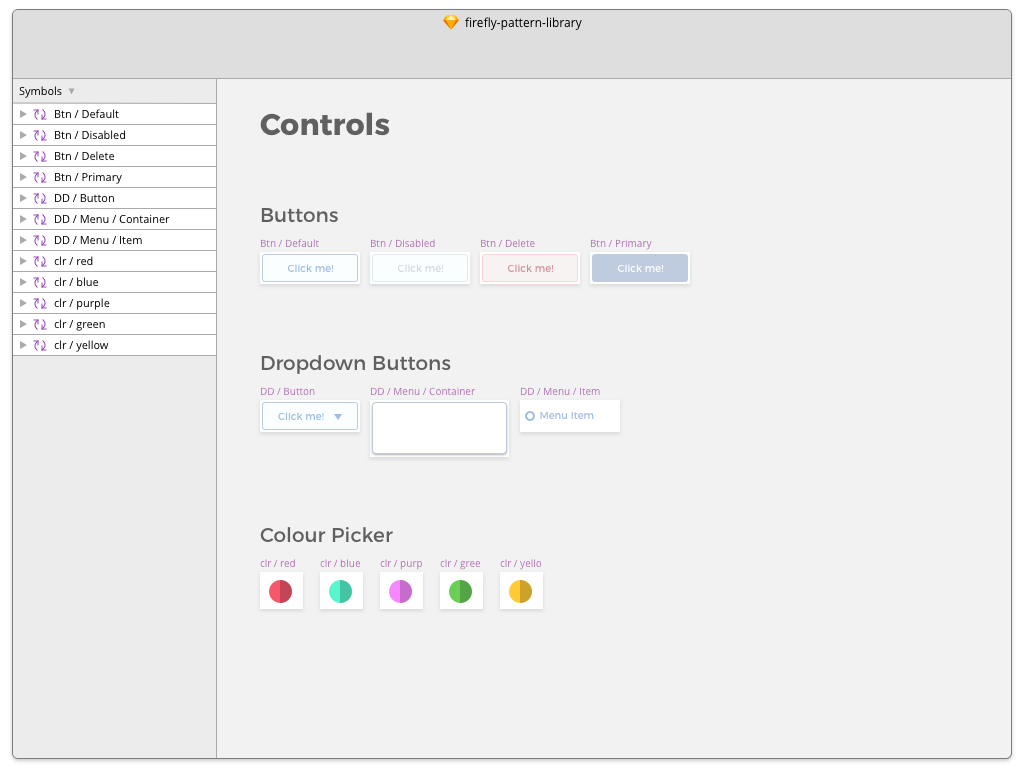 firefly-pattern-library
Symbols
Btn / Default
Btn / Disabled
Btn / Delete
Btn / Primary
DD / Button
DD / Menu / Container
DD / Menu / Item
clr / red
clr / blue
clr / purple
clr / green
clr / yellow
Controls
Buttons
Btn / Default Btn / Disabled Btn / Delete Btn / Primary
Click me! Click me! Click me! Click me!
Dropdown Buttons
DD / Button DD / Menu / Container DD / Menu / Item
Click me! Menu Item
Colour Picker
clr / red clr / blue clr / purp clr / gree clr / yello